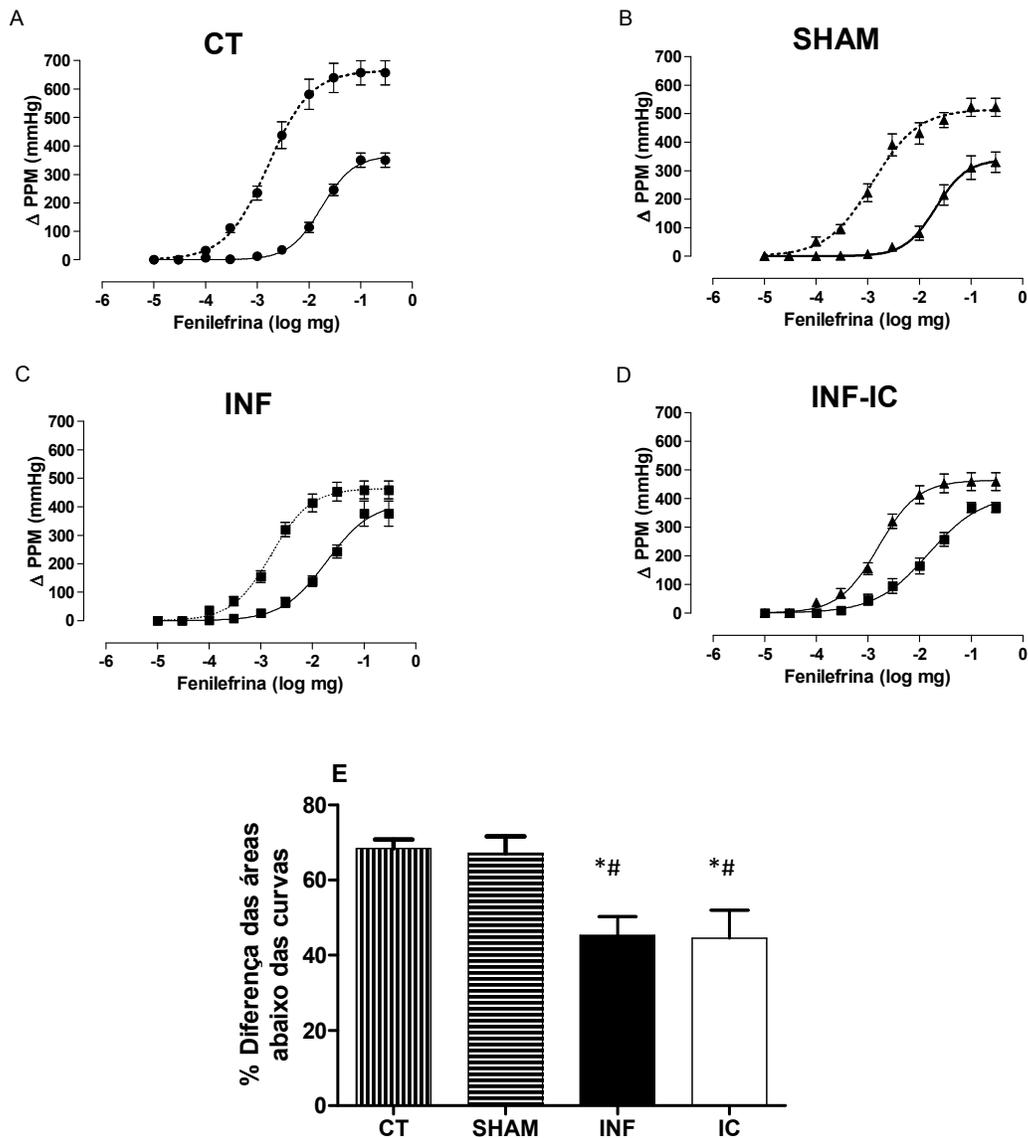 A
CT
700
600
500
400
300
200
100
0
Δ PPM (mmHg)
-6 -5 -4 -3 -2 -1 0
Fenilefrina (log mg)
B
SHAM
700
600
500
400
300
200
100
0
Δ PPM (mmHg)
-6 -5 -4 -3 -2 -1 0
Fenilefrina (log mg)
C
INF
700
600
500
400
300
200
100
0
Δ PPM (mmHg)
-6 -5 -4 -3 -2 -1 0
Fenilefrina (log mg)
D
INF-IC
700
600
500
400
300
200
100
0
Δ PPM (mmHg)
-6 -5 -4 -3 -2 -1 0
Fenilefrina (log mg)
E
80
60
40
20
0
% Diferença das áreas
abaixo das curvas
*# *#
CT SHAM INF IC